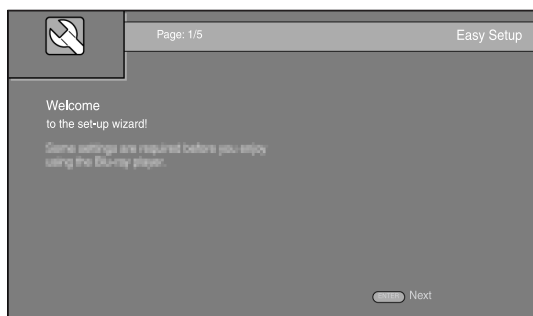 Page: 1/5
Easy Setup
Welcome
to the set-up wizard!
Some settings are required before you enjoy
using the Blu-ray player.
ENTER Next